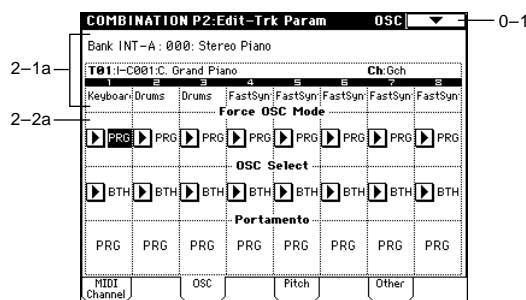 COMBINATION P2:Edit-Trk Param OSC
0–1
Bank INT-A : 000: Stereo Piano
2–1a
T01:I-C001:C. Grand Piano Ch:Gch
1 2 3 4 5 6 7 8
Keyboar Drums Drums FastSyn FastSyn FastSyn FastSyn FastSyn
2–2a
Force OSC Mode
PRG PRG PRG PRG PRG PRG PRG PRG
OSC Select
BTH BTH BTH BTH BTH BTH BTH BTH
Portamento
PRG PRG PRG PRG PRG PRG PRG PRG
MIDI Channel OSC Pitch Other